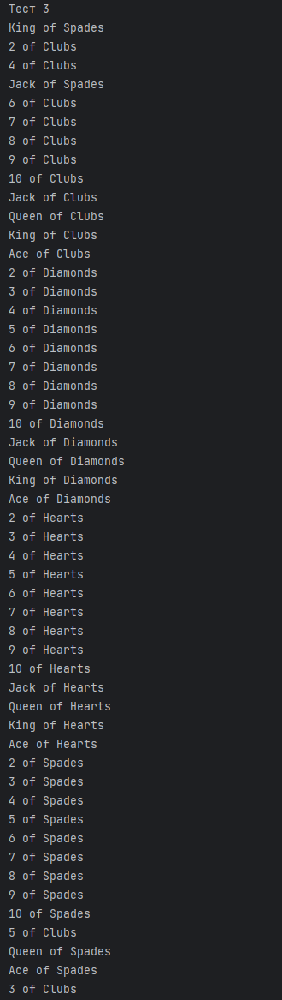 Тест 3
King of Spades
2 of Clubs
4 of Clubs
Jack of Spades
6 of Clubs
7 of Clubs
8 of Clubs
9 of Clubs
10 of Clubs
Jack of Clubs
Queen of Clubs
King of Clubs
Ace of Clubs
2 of Diamonds
3 of Diamonds
4 of Diamonds
5 of Diamonds
6 of Diamonds
7 of Diamonds
8 of Diamonds
9 of Diamonds
10 of Diamonds
Jack of Diamonds
Queen of Diamonds
King of Diamonds
Ace of Diamonds
2 of Hearts
3 of Hearts
4 of Hearts
5 of Hearts
6 of Hearts
7 of Hearts
8 of Hearts
9 of Hearts
10 of Hearts
Jack of Hearts
Queen of Hearts
King of Hearts
Ace of Hearts
2 of Spades
3 of Spades
4 of Spades
5 of Spades
6 of Spades
7 of Spades
8 of Spades
9 of Spades
10 of Spades
5 of Clubs
Queen of Spades
Ace of Spades
3 of Clubs